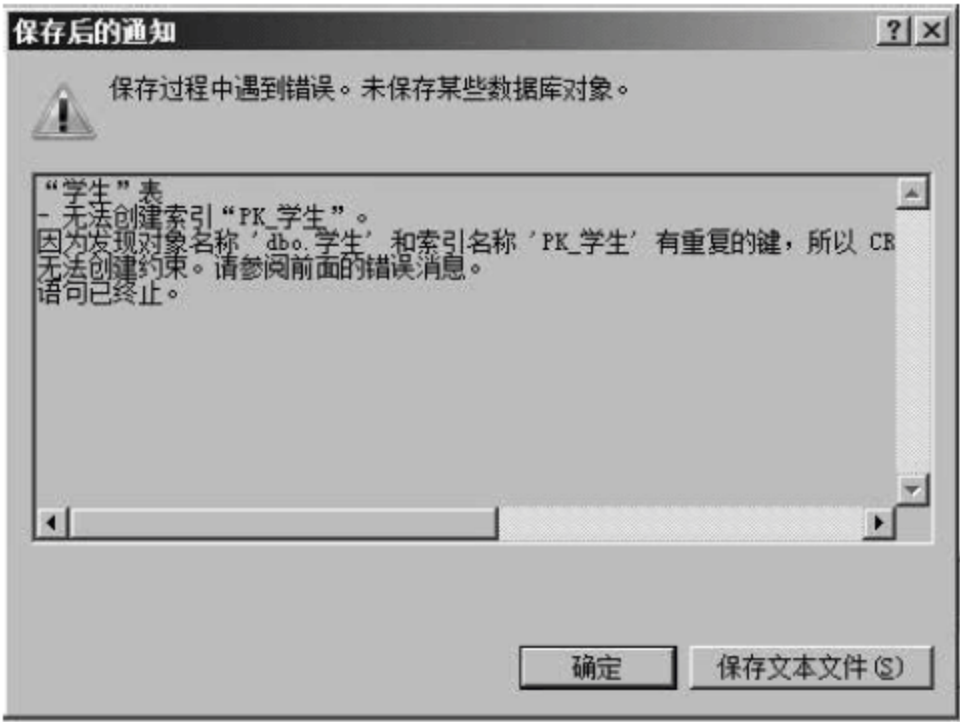 保存后的通知
保存过程中遇到错误。未保存某些数据库对象。
“学生”表
- 无法创建索引“PK_学生”。
因为发现对象名称 'dbo.学生' 和索引名称 'PK_学生' 有重复的键，所以 CR
无法创建约束。请参阅前面的错误消息。
语句已终止。
确定
保存文本文件(S)